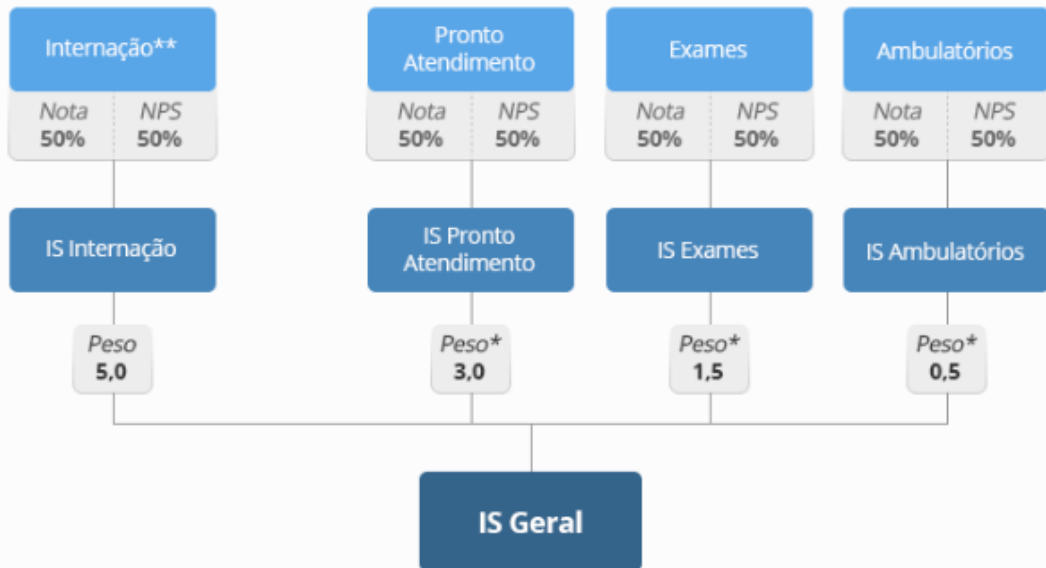 Internação**
Pronto
Atendimento
Exames
Ambulatórios
Nota NPS
50% 50%
Nota NPS
50% 50%
Nota NPS
50% 50%
Nota NPS
50% 50%
IS Internação
IS Pronto
Atendimento
IS Exames
IS Ambulatórios
Peso
5,0
Peso*
3,0
Peso*
1,5
Peso*
0,5
IS Geral